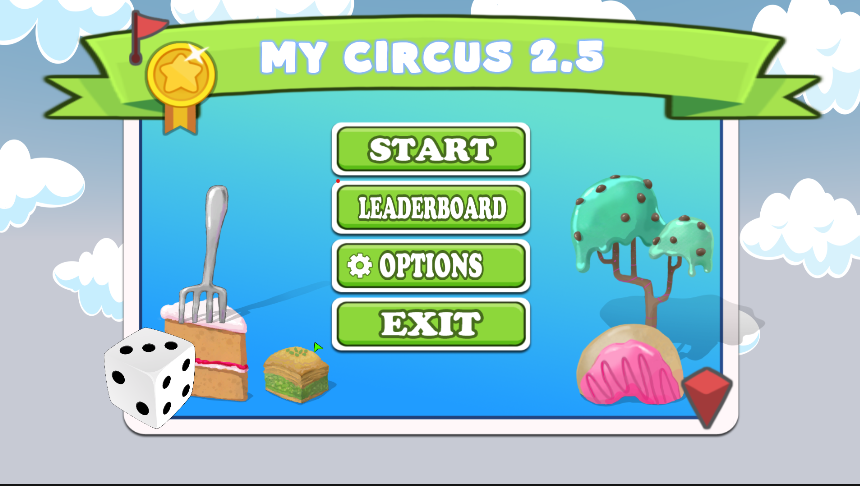 MY CIRCUS 2.5
START
LEADERBOARD
OPTIONS
EXIT